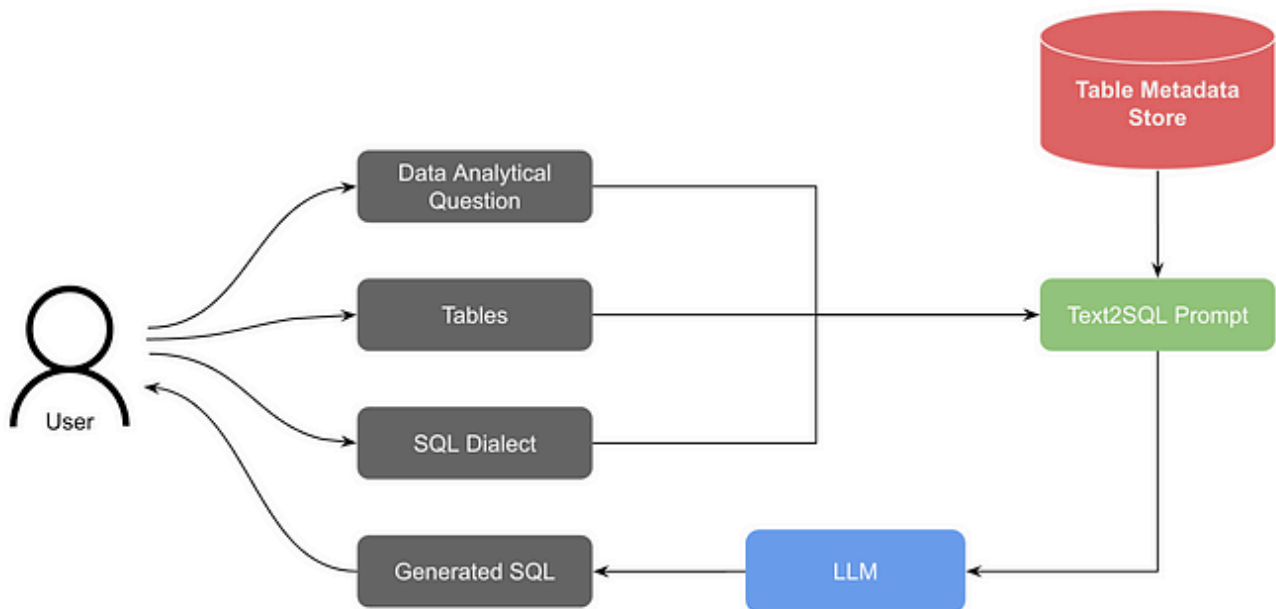 Table Metadata
Store
Data Analytical
Question
Tables
Text2SQL Prompt
User
SQL Dialect
Generated SQL
LLM